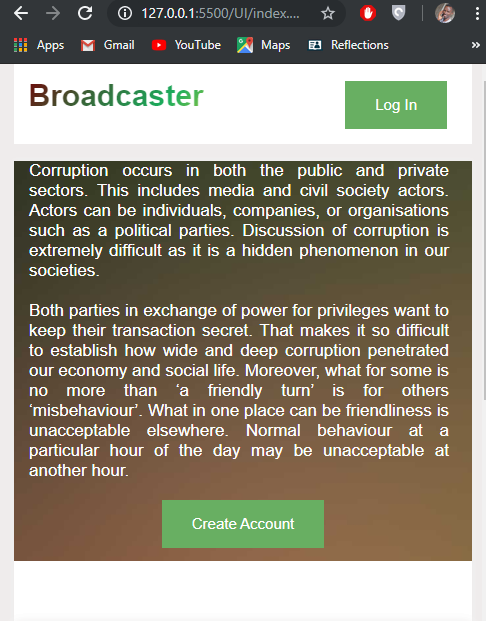 127.0.0.1:5500/UI/index....
Apps Gmail YouTube Maps Reflections »
Broadcaster
Log In
Corruption occurs in both the public and private
sectors. This includes media and civil society actors.
Actors can be individuals, companies, or organisations
such as a political parties. Discussion of corruption is
extremely difficult as it is a hidden phenomenon in our
societies.
Both parties in exchange of power for privileges want to
keep their transaction secret. That makes it so difficult
to establish how wide and deep corruption penetrated
our economy and social life. Moreover, what for some is
no more than ‘a friendly turn’ is for others
‘misbehaviour’. What in one place can be friendliness is
unacceptable elsewhere. Normal behaviour at a
particular hour of the day may be unacceptable at
another hour.
Create Account